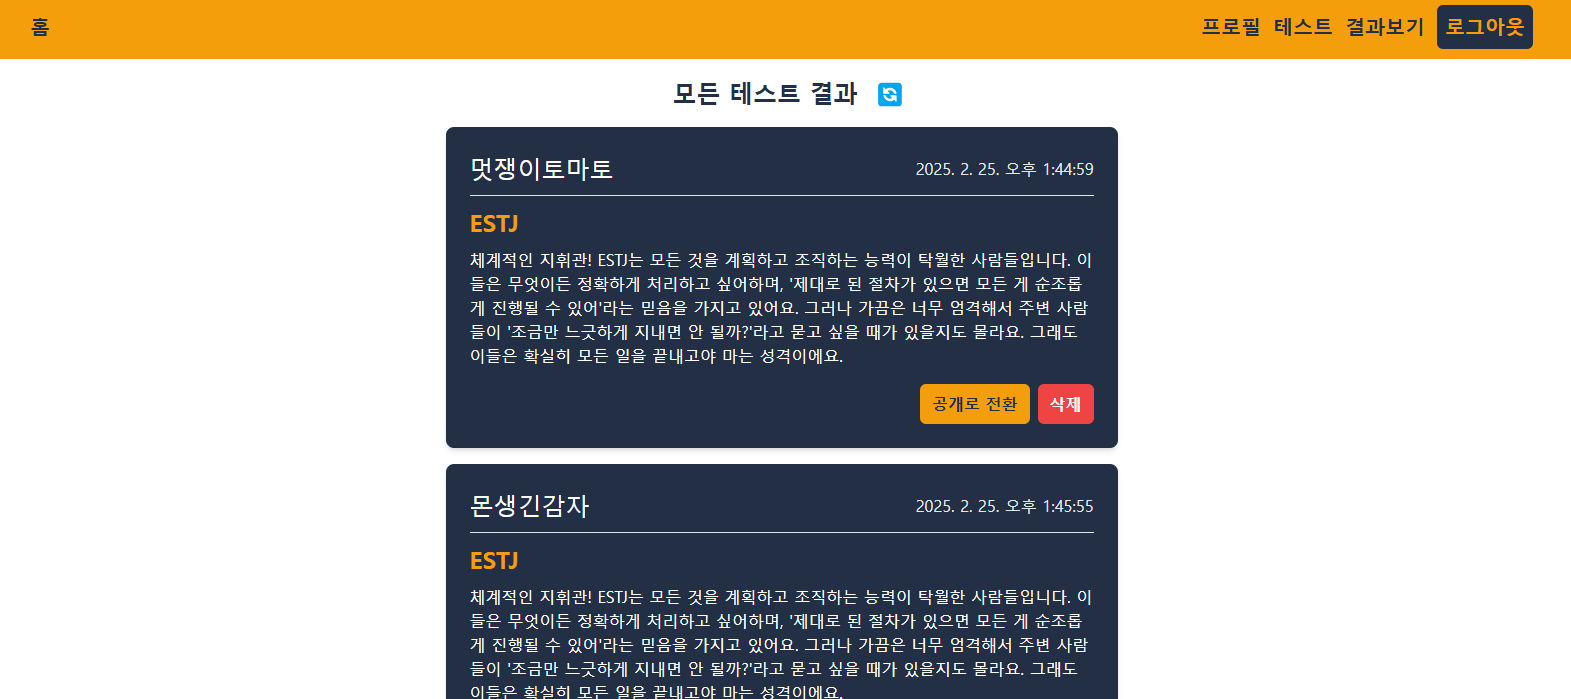 홈
프로필 테스트 결과보기 로그아웃
모든 테스트 결과
멋쟁이토마토 2025. 2. 25. 오후 1:44:59
ESTJ
체계적인 지휘관! ESTJ는 모든 것을 계획하고 조직하는 능력이 탁월한 사람들입니다. 이
들은 무엇이든 정확하게 처리하고 싶어하며, '제대로 된 절차가 있으면 모든 게 순조롭
게 진행될 수 있어'라는 믿음을 가지고 있어요. 그러나 가끔은 너무 엄격해서 주변 사람
들이 '조금만 느긋하게 지내면 안 될까?'라고 묻고 싶을 때가 있을지도 몰라요. 그래도
이들은 확실히 모든 일을 끝내고야 마는 성격이에요.
공개로 전환 삭제
몬생긴감자 2025. 2. 25. 오후 1:45:55
ESTJ
체계적인 지휘관! ESTJ는 모든 것을 계획하고 조직하는 능력이 탁월한 사람들입니다. 이
들은 무엇이든 정확하게 처리하고 싶어하며, '제대로 된 절차가 있으면 모든 게 순조롭
게 진행될 수 있어'라는 믿음을 가지고 있어요. 그러나 가끔은 너무 엄격해서 주변 사람
들이 '조금만 느긋하게 지내면 안 될까?'라고 묻고 싶을 때가 있을지도 몰라요. 그래도
이들은 확실히 모든 일을 끝내고야 마는 성격이에요.